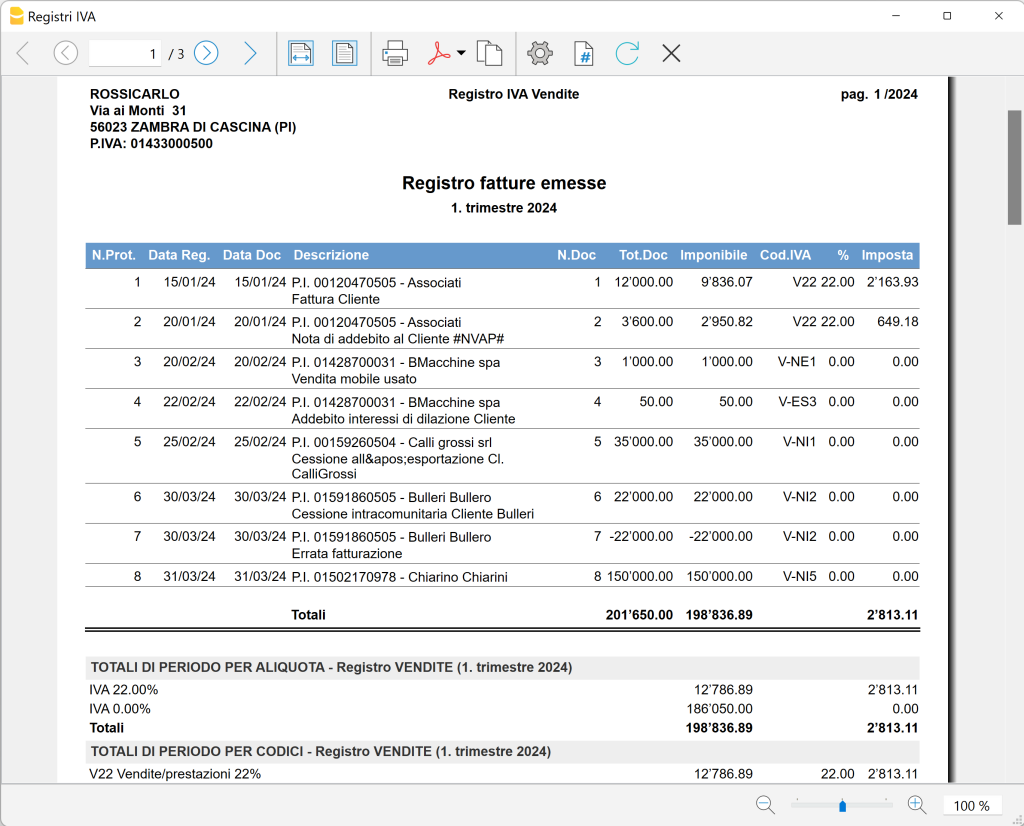 Registri IVA
1 / 3
#
ROSSICARLO Registro IVA Vendite pag. 1 /2024
Via ai Monti 31
56023 ZAMBRA DI CASCINA (PI)
P.IVA: 01433000500
Registro fatture emesse
1. trimestre 2024
N.Prot. Data Reg. Data Doc Descrizione N.Doc Tot.Doc Imponibile Cod.IVA % Imposta
1 15/01/24 15/01/24 P.I. 00120470505 - Associati 1 12’000.00 9’836.07 V22 22.00 2’163.93
Fattura Cliente
2 20/01/24 20/01/24 P.I. 00120470505 - Associati 2 3’600.00 2’950.82 V22 22.00 649.18
Nota di addebito al Cliente #NVAP#
3 20/02/24 20/02/24 P.I. 01428700031 - BMacchine spa 3 1’000.00 1’000.00 V-NE1 0.00 0.00
Vendita mobile usato
4 22/02/24 22/02/24 P.I. 01428700031 - BMacchine spa 4 50.00 50.00 V-ES3 0.00 0.00
Addebito interessi di dilazione Cliente
5 25/02/24 25/02/24 P.I. 00159260504 - Calli grossi srl 5 35’000.00 35’000.00 V-NI1 0.00 0.00
Cessione all&amp;apos;esportazione Cl.
CalliGrossi
6 30/03/24 30/03/24 P.I. 01591860505 - Bulleri Bullero 6 22’000.00 22’000.00 V-NI2 0.00 0.00
Cessione intracomunitaria Cliente Bulleri
7 30/03/24 30/03/24 P.I. 01591860505 - Bulleri Bullero 7 -22’000.00 -22’000.00 V-NI2 0.00 0.00
Errata fatturazione
8 31/03/24 31/03/24 P.I. 01502170978 - Chiarino Chiarini 8 150’000.00 150’000.00 V-NI5 0.00 0.00
Totali 201’650.00 198’836.89 2’813.11
TOTALI DI PERIODO PER ALIQUOTA - Registro VENDITE (1. trimestre 2024)
IVA 22.00% 12’786.89 2’813.11
IVA 0.00% 186’050.00 0.00
Totali 198’836.89 2’813.11
TOTALI DI PERIODO PER CODICI - Registro VENDITE (1. trimestre 2024)
V22 Vendite/prestazioni 22% 12’786.89 22.00 2’813.11
100 %